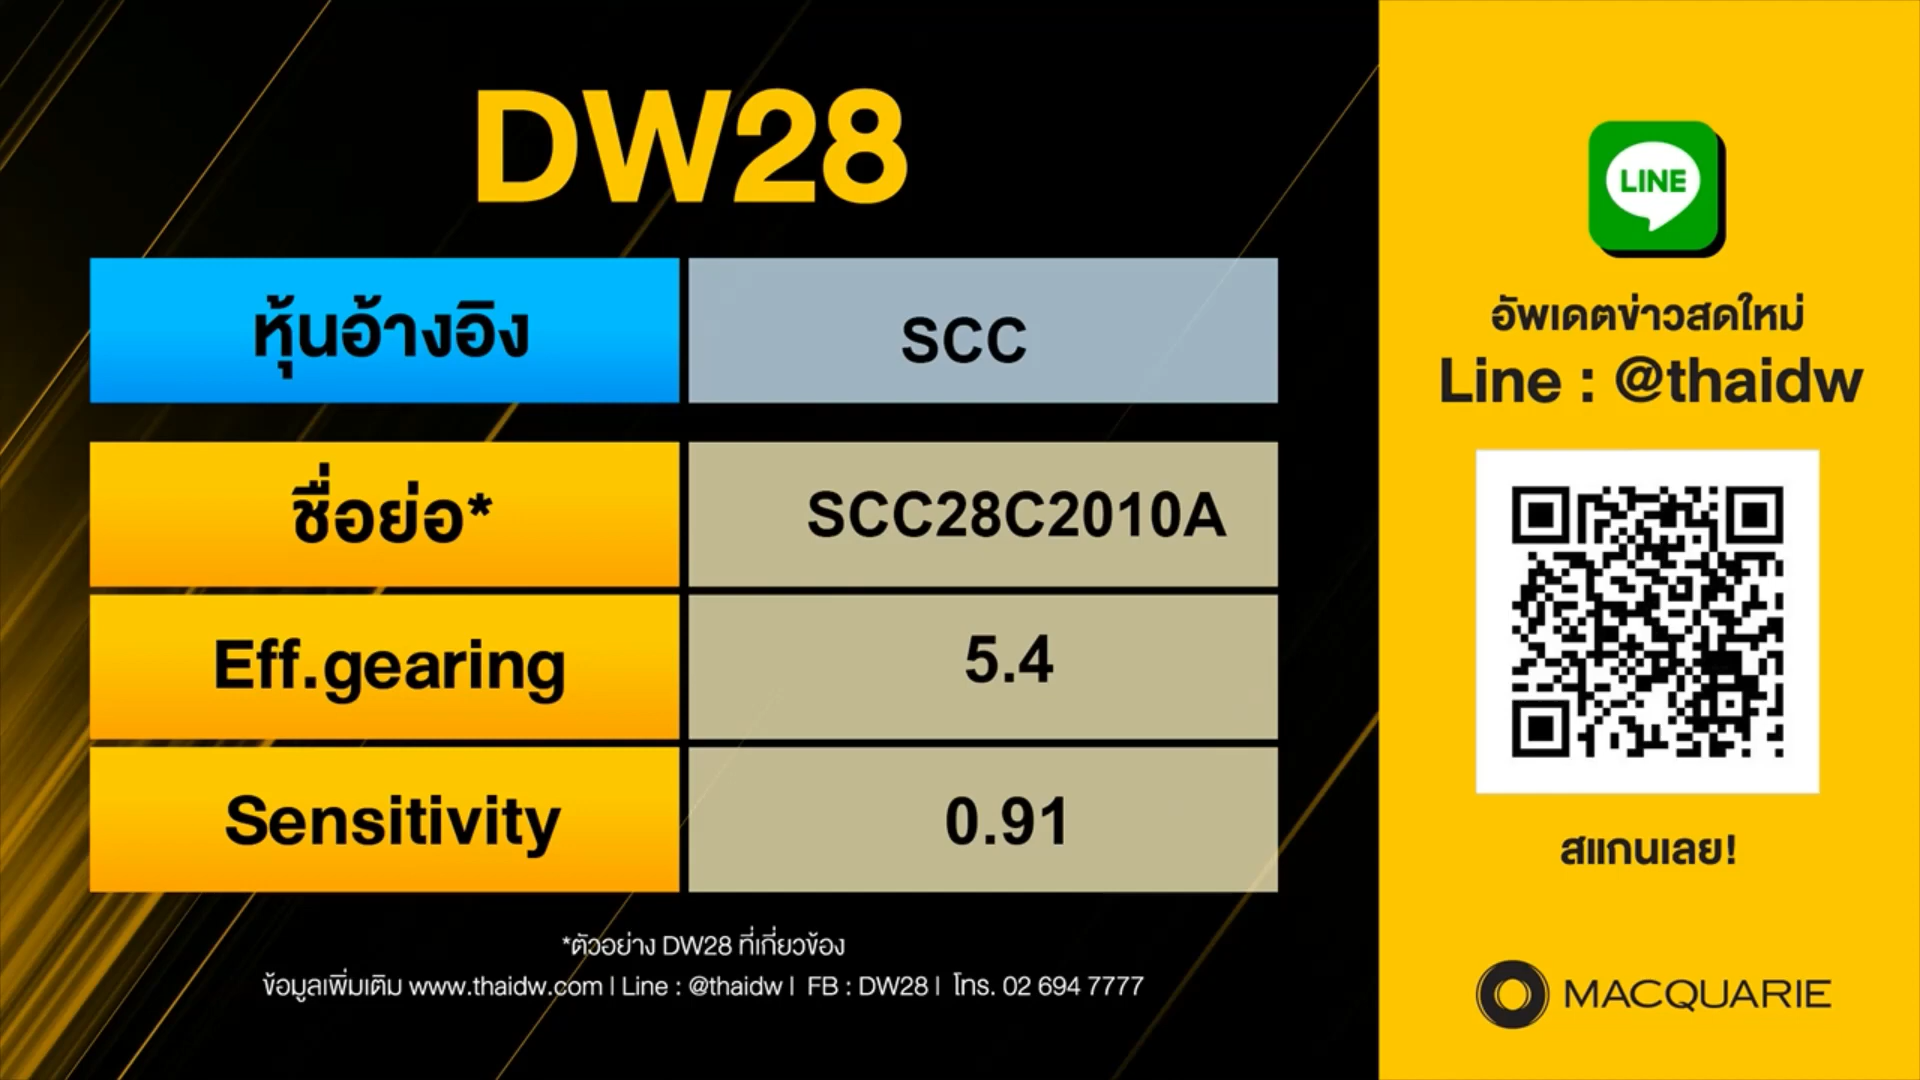 DW28
หุ้นอ้างอิง SCC
ชื่อย่อ* SCC28C2010A
Eff.gearing 5.4
Sensitivity 0.91
*ตัวอย่าง DW28 ที่เกี่ยวข้อง
ข้อมูลเพิ่มเติม www.thaidw.com | Line : @thaidw | FB : DW28 | โทร. 02 694 7777
LINE
อัพเดตข่าวสดใหม่
Line : @thaidw
สแกนเลย!
MACQUARIE